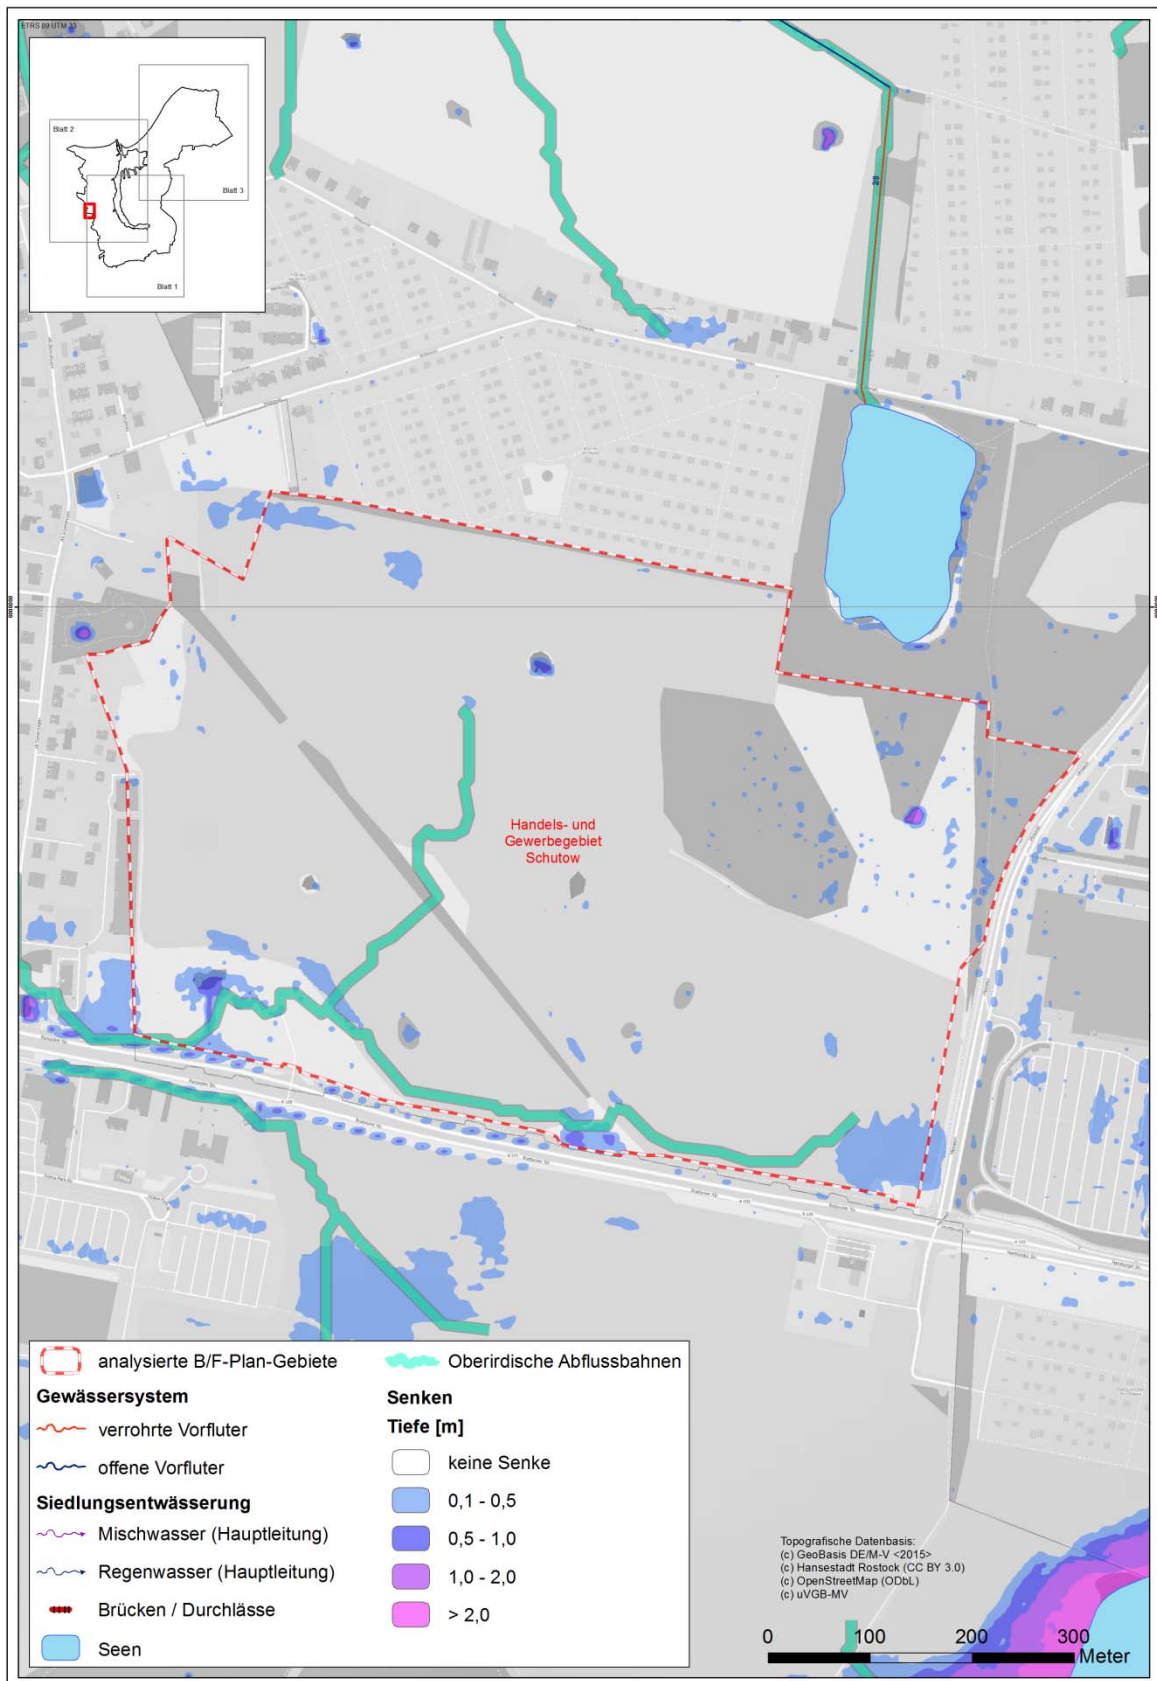 ETRS 89 UTM 33
Blatt 2
Blatt 3
Blatt 1
2/8
Handels- und
Gewerbegebiet
Schutow
analysierte B/F-Plan-Gebiete
Gewässersystem
verrohrte Vorfluter
offene Vorfluter
Siedlungsentwässerung
Mischwasser (Hauptleitung)
Regenwasser (Hauptleitung)
Brücken / Durchlässe
Seen
Oberirdische Abflussbahnen
Senken
Tiefe [m]
keine Senke
0,1 - 0,5
0,5 - 1,0
1,0 - 2,0
> 2,0
Topografische Datenbasis:
(c) GeoBasis DE/M-V <2015>
(c) Hansestadt Rostock (CC BY 3.0)
(c) OpenStreetMap (ODbL)
(c) uVGB-MV
0 100 200 300
Meter